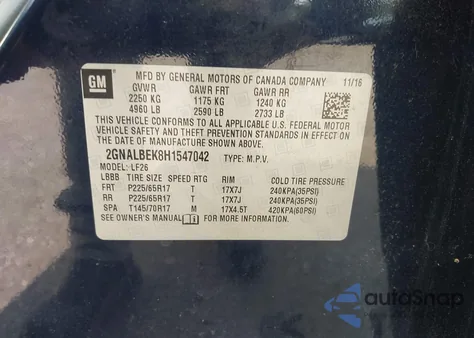 GM
MFD BY GENERAL MOTORS OF CANADA COMPANY 11/16
GVWR GAWR FRT GAWR RR
2250 KG 1175 KG 1240 KG
4960 LB 2590 LB 2733 LB
THIS VEHICLE CONFORMS TO ALL APPLICABLE U.S. FEDERAL MOTOR
VEHICLE SAFETY, BUMPER, AND THEFT PREVENTION STANDARDS IN EFFECT ON
THE DATE OF MANUFACTURE SHOWN ABOVE.
2GNALBEK8H1547042 TYPE: M.P.V.
MODEL: LF26
LBBB TIRE SIZE SPEED RTG RIM COLD TIRE PRESSURE
FRT P225/65R17 T 17X7J 240KPA(35PSI)
RR P225/65R17 T 17X7J 240KPA(35PSI)
SPA T145/70R17 M 17X4.5T 420KPA(60PSI)
SEE OWNER'S MANUAL FOR ADDITIONAL INFORMATION.
autoSnap